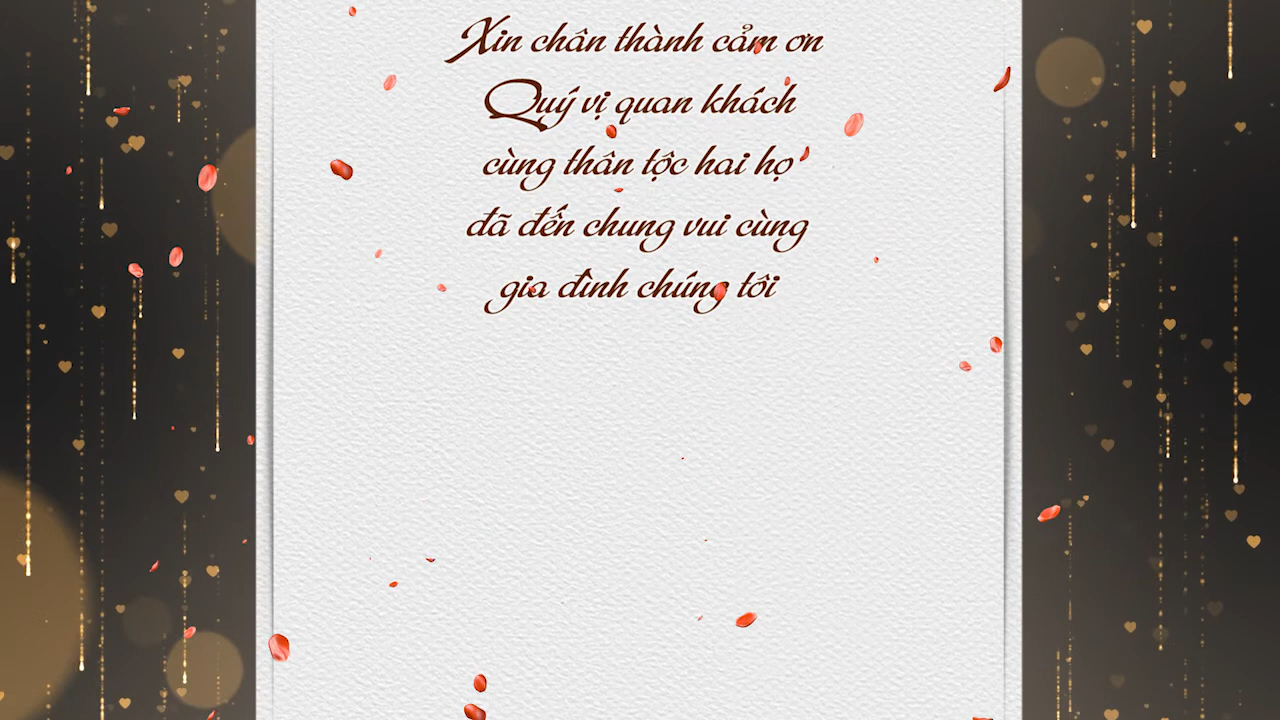 Xin chân thành cảm ơn
Quý vị quan khách
cùng thân tộc hai họ
đã đến chung vui cùng
gia đình chúng tôi